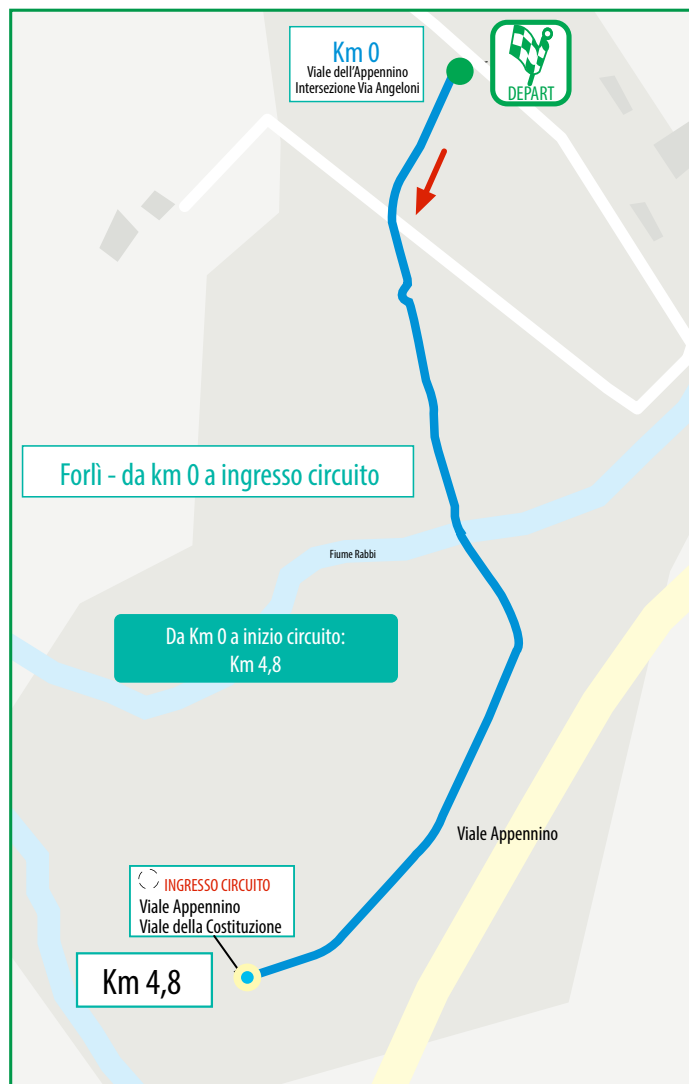 Km 0
Viale dell'Appennino
Intersezione Via Angeloni
DEPART
Forlì - da km 0 a ingresso circuito
Fiume Rabbi
Da Km 0 a inizio circuito:
Km 4,8
Viale Appennino
INGRESSO CIRCUITO
Viale Appennino
Viale della Costituzione
Km 4,8